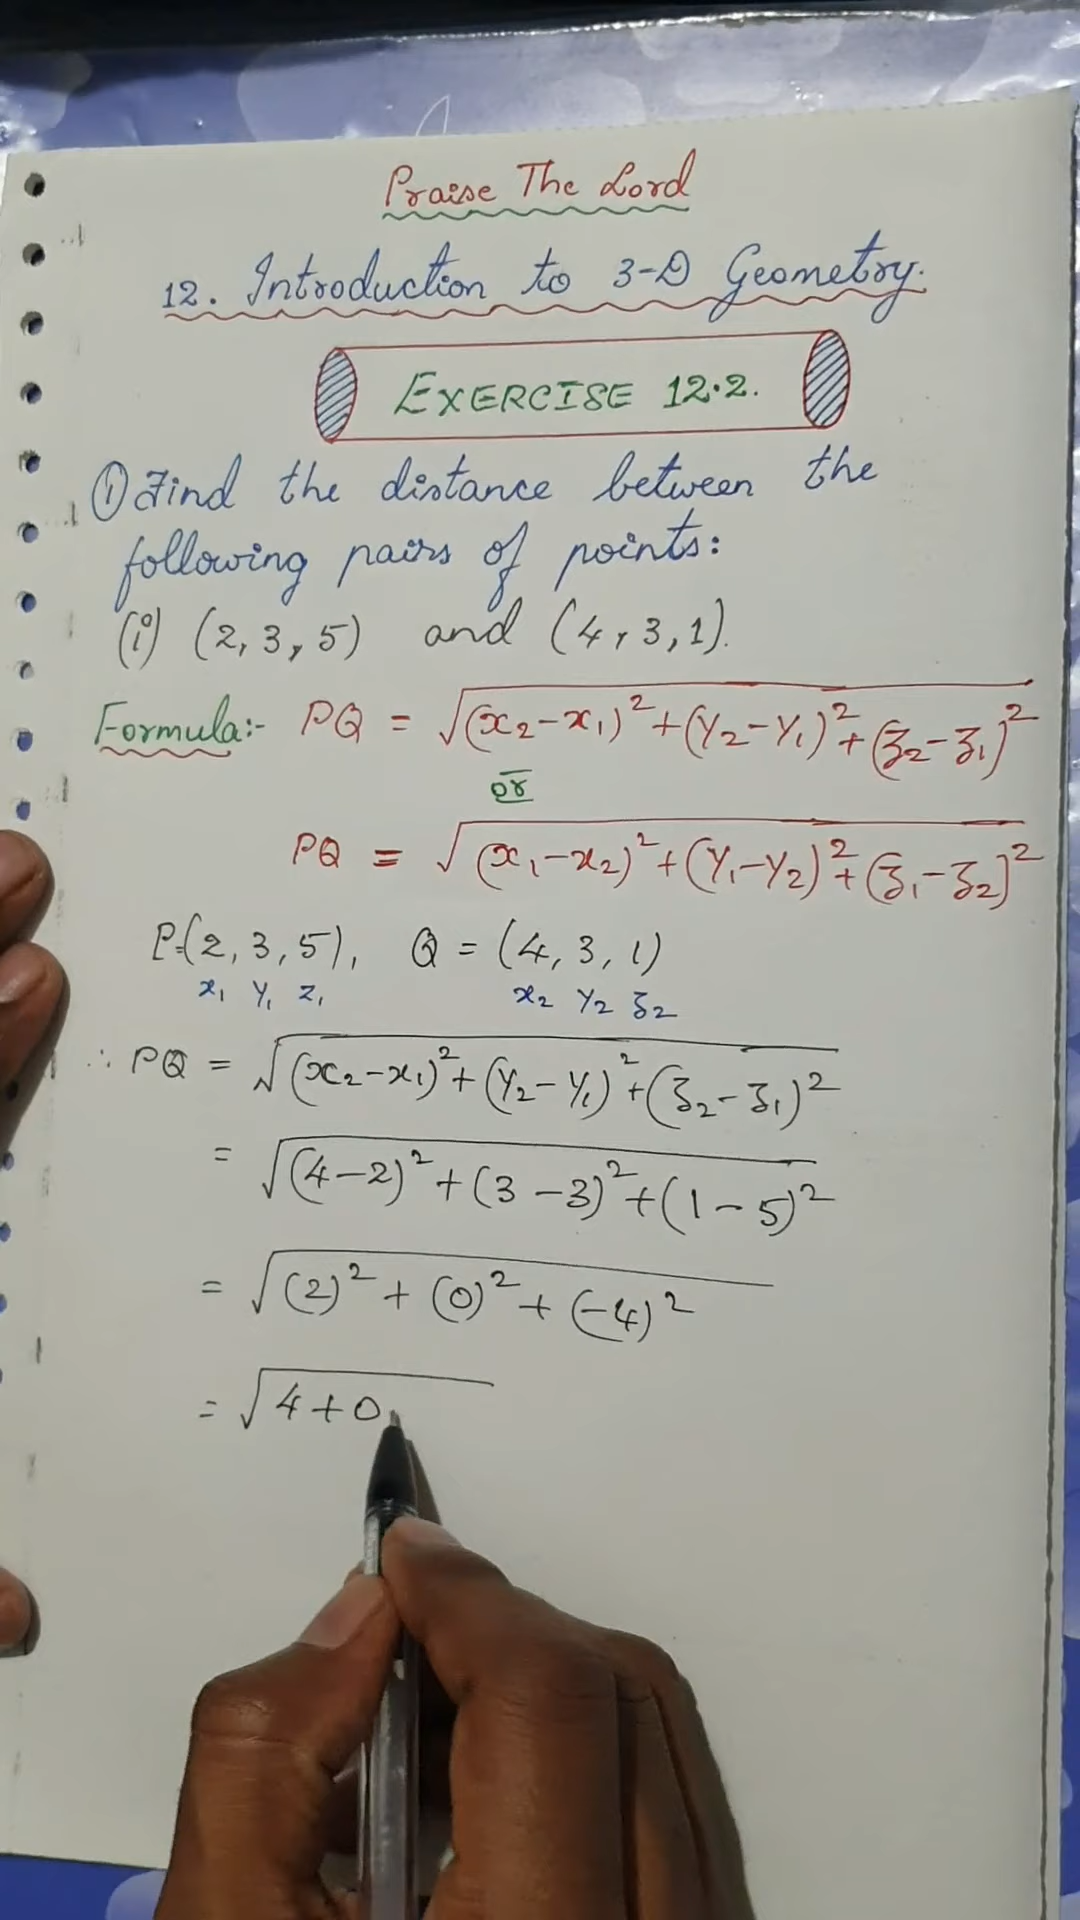 Praise The Lord
12. Introduction to 3-D Geometry.
EXERCISE 12.2.
① Find the distance between the
following pairs of points:
(i) (2, 3, 5) and (4, 3, 1).
Formula:- PQ = √(x₂-x₁)²+(y₂-y₁)²+(z₂-z₁)²
or
PQ = √(x₁-x₂)²+(y₁-y₂)²+(z₁-z₂)²
P=(2, 3, 5), Q = (4, 3, 1)
x₁ y₁ z₁ x₂ y₂ z₂
∴ PQ = √(x₂-x₁)²+(y₂-y₁)²+(z₂-z₁)²
= √(4-2)²+(3-3)²+(1-5)²
= √(2)²+(0)²+(-4)²
= √4+0